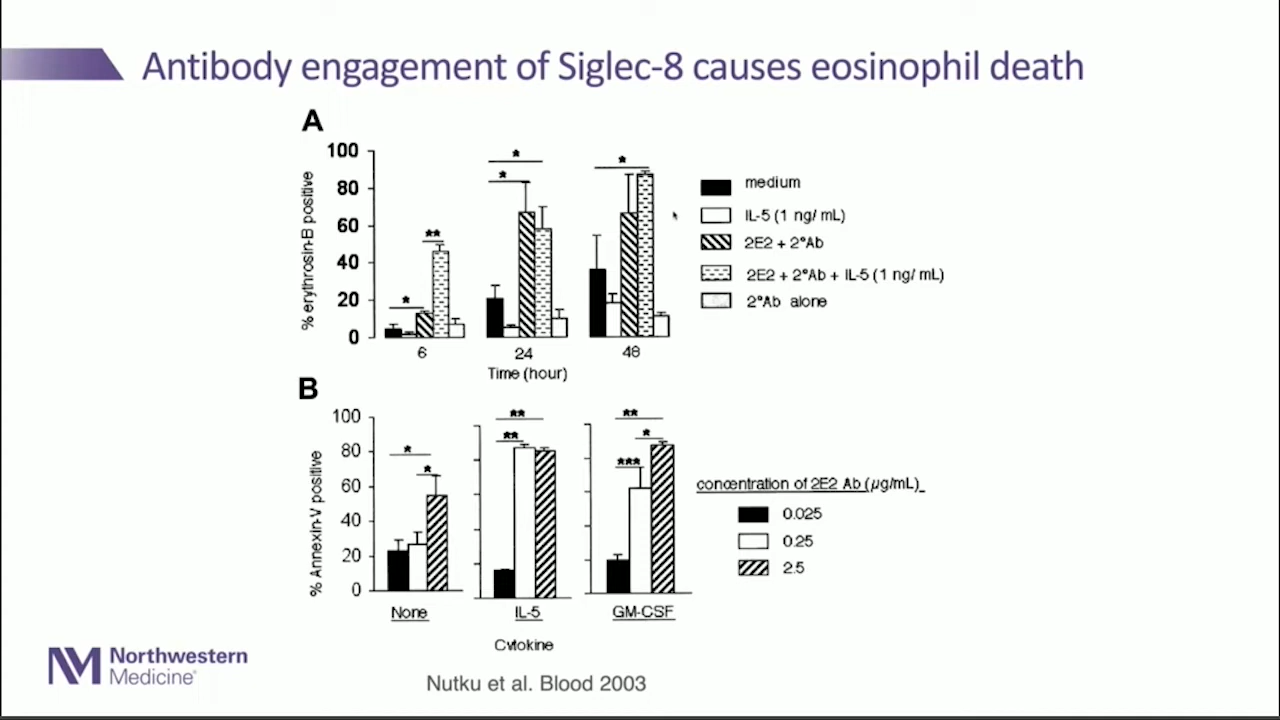 Antibody engagement of Siglec-8 causes eosinophil death
A
% erythrosin-B positive
100
80
60
40
20
0
*
**
*
*
*
6
24
48
Time (hour)
medium
IL-5 (1 ng/ mL)
2E2 + 2°Ab
2E2 + 2°Ab + IL-5 (1 ng/ mL)
2°Ab alone
B
% Annexin-V positive
100
80
60
40
20
0
*
*
**
**
**
*
***
None
IL-5
GM-CSF
Cytokine
concentration of 2E2 Ab (µg/mL)
0.025
0.25
2.5
Northwestern
Medicine®
Nutku et al. Blood 2003